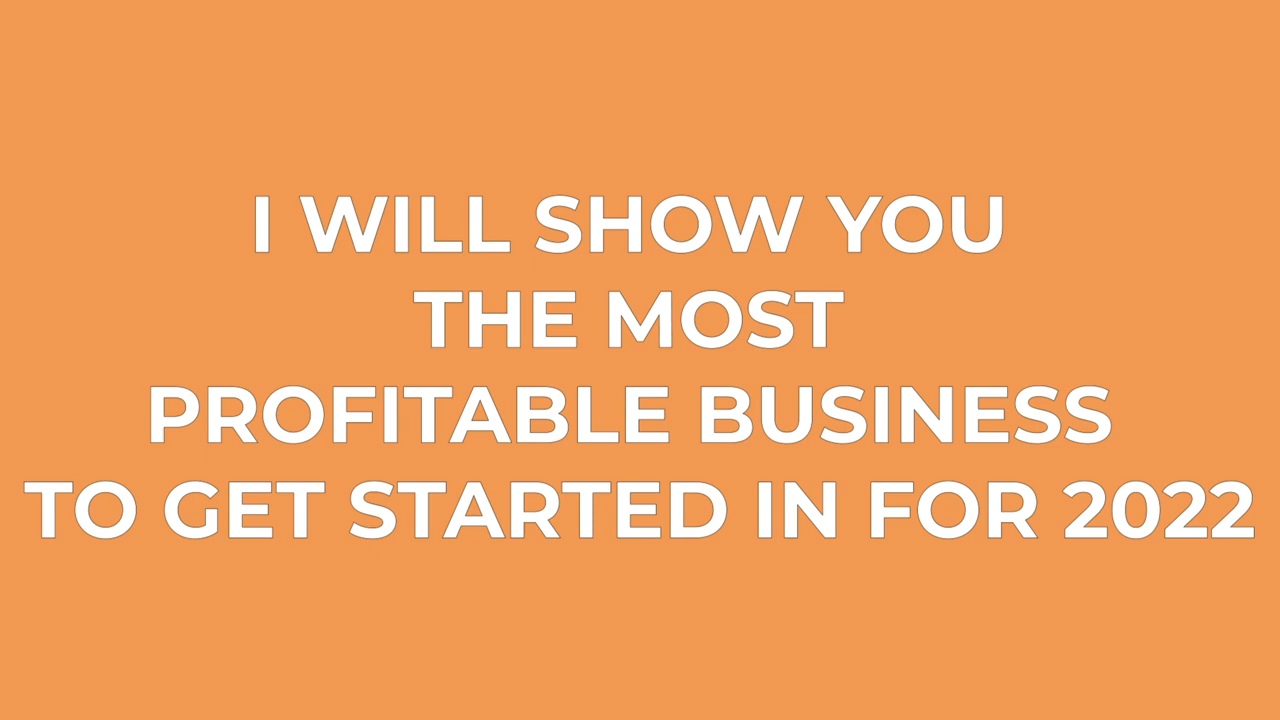 I WILL SHOW YOU
THE MOST
PROFITABLE BUSINESS
TO GET STARTED IN FOR 2022